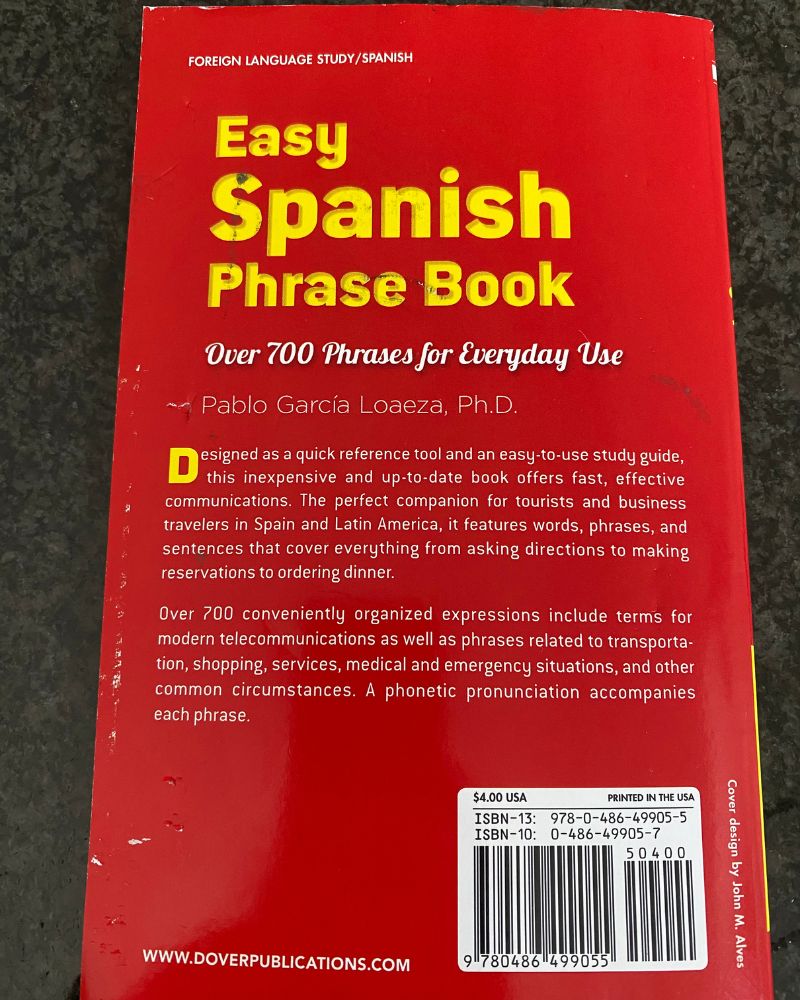 FOREIGN LANGUAGE STUDY/SPANISH
Easy
Spanish
Phrase Book
Over 700 Phrases for Everyday Use
Pablo García Loaeza, Ph.D.
Designed as a quick reference tool and an easy-to-use study guide,
this inexpensive and up-to-date book offers fast, effective
communications. The perfect companion for tourists and business
travelers in Spain and Latin America, it features words, phrases, and
sentences that cover everything from asking directions to making
reservations to ordering dinner.
Over 700 conveniently organized expressions include terms for
modern telecommunications as well as phrases related to transporta-
tion, shopping, services, medical and emergency situations, and other
common circumstances. A phonetic pronunciation accompanies
each phrase.
$4.00 USA PRINTED IN THE USA
ISBN-13: 978-0-486-49905-5
ISBN-10: 0-486-49905-7
50400
9 780486 499055
WWW.DOVERPUBLICATIONS.COM
Cover design by John M. Alves